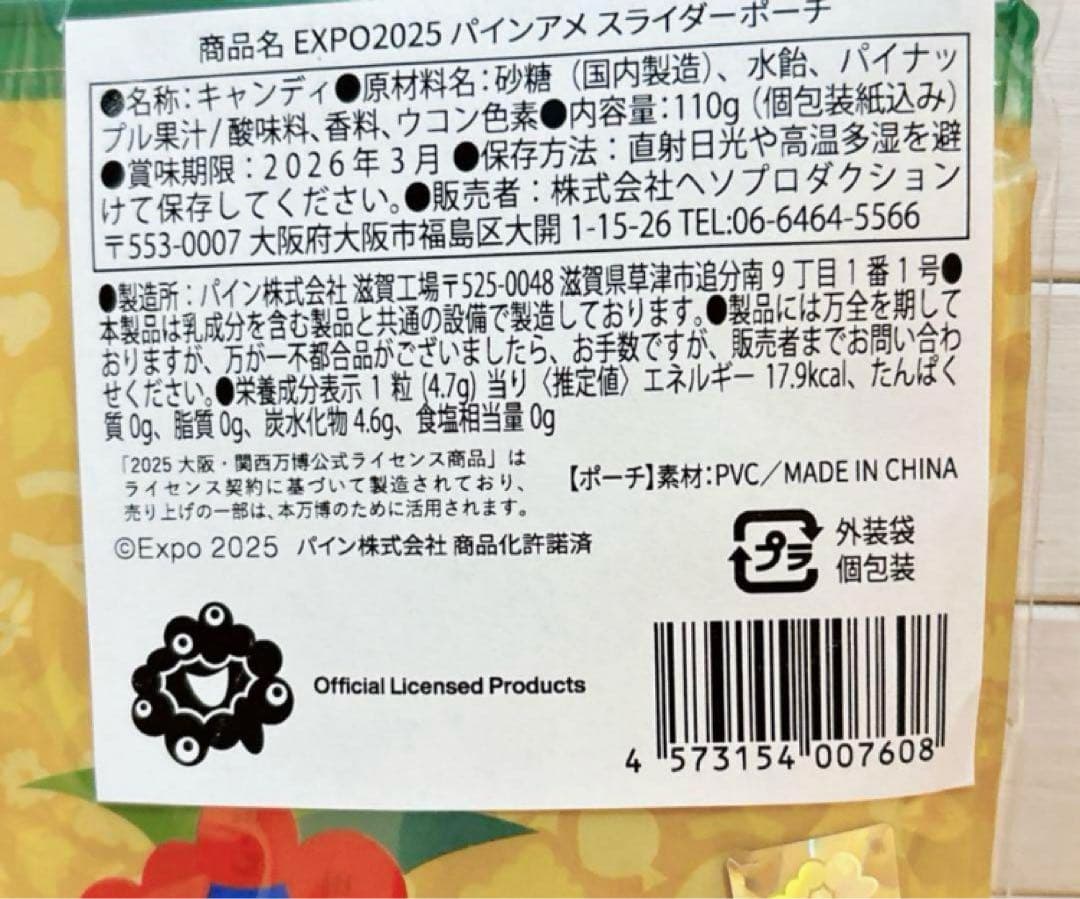 商品名 EXPO2025 パインアメ スライダーポーチ
●名称：キャンディ●原材料名：砂糖（国内製造）、水飴、パイナッ
プル果汁/酸味料、香料、ウコン色素●内容量：110g（個包装紙込み）
●賞味期限：2026年3月●保存方法：直射日光や高温多湿を避
けて保存してください。●販売者：株式会社ヘソプロダクション
〒553-0007 大阪府大阪市福島区大開 1-15-26 TEL:06-6464-5566
●製造所：パイン株式会社 滋賀工場〒525-0048 滋賀県草津市追分南9丁目1番1号●
本製品は乳成分を含む製品と共通の設備で製造しております。●製品には万全を期して
おりますが、万が一不都合品がございましたら、お手数ですが、販売者までお問い合わ
せください。●栄養成分表示1粒(4.7g)当り〈推定値〉エネルギー 17.9kcal、たんぱく
質0g、脂質0g、炭水化物4.6g、食塩相当量0g
「2025大阪・関西万博公式ライセンス商品」は
ライセンス契約に基づいて製造されており、
売り上げの一部は、本万博のために活用されます。
【ポーチ】素材：PVC／MADE IN CHINA
©Expo 2025 パイン株式会社 商品化許諾済
プラ
外装袋
個包装
Official Licensed Products
4 573154 007608